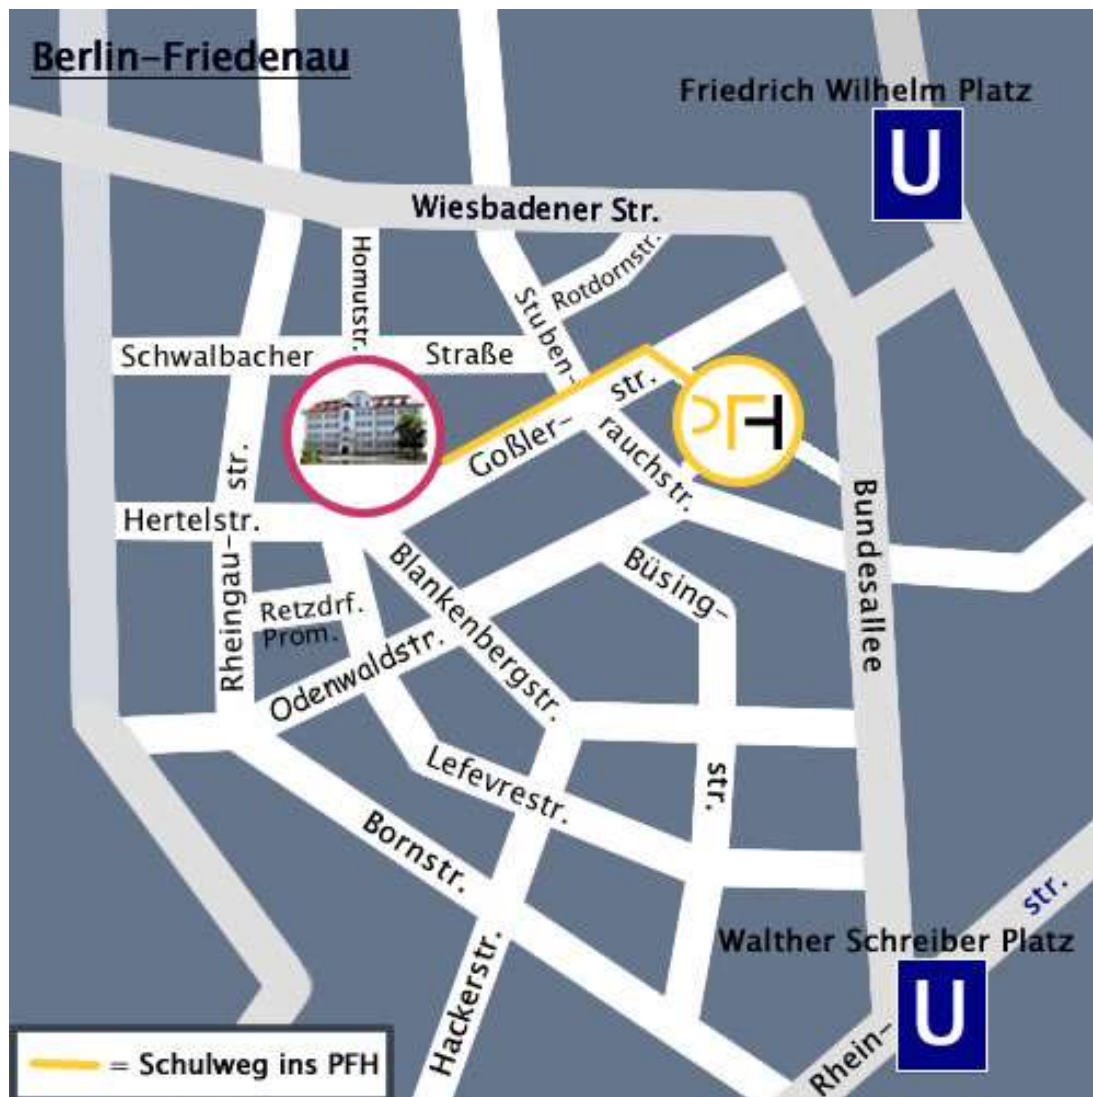 Berlin-Friedenau
Friedrich Wilhelm Platz
U
Wiesbadener Str.
Homutstr.
Rotdornstr.
Stuben-
rauchstr.
Schwalbacher Straße
Goßler- str.
Hertelstr.
Rheingau- str.
Retzdrf.
Prom.
Blankenbergstr.
Büsing-
str.
Bundesallee
Odenwaldstr.
Lefevrestr.
Bornstr.
Hackerstr.
Walther Schreiber Platz
U
Rhein- str.
= Schulweg ins PFH